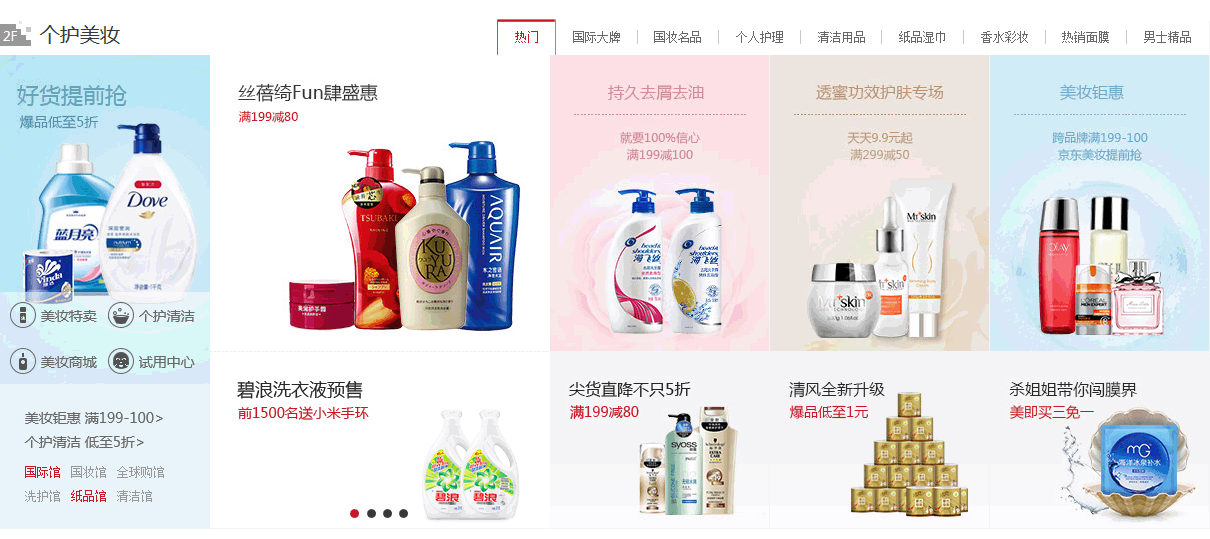 2F 个护美妆
热门 国际大牌 国妆名品 个人护理 清洁用品 纸品湿巾 香水彩妆 热销面膜 男士精品
好货提前抢
爆品低至5折
Dove
蓝月亮
Vinda
美妆特卖 个护清洁
美妆商城 试用中心
美妆钜惠 满199-100>
个护清洁 低至5折>
国际馆 国妆馆 全球购馆
洗护馆 纸品馆 清洁馆
丝蓓绮Fun肆盛惠
满199减80
TSUBAKI
KUYURA
AQUAIR
碧浪洗衣液预售
前1500名送小米手环
碧浪
碧浪
持久去屑去油
就要100%信心
满199减100
head& shoulders
海飞丝
head& shoulders
海飞丝
透蜜功效护肤专场
天天9.9元起
满299减50
Mr.skin
Mr.skin
美妆钜惠
跨品牌满199-100
京东美妆提前抢
OLAY
L'OREAL
MEN EXPERT
尖货直降不只5折
满199减80
syoss
清风全新升级
爆品低至1元
杀姐姐带你闯膜界
美即买三免一
MG
海洋冰泉补水